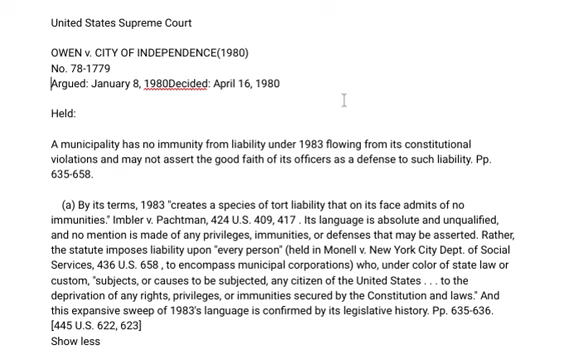 United States Supreme Court
OWEN v. CITY OF INDEPENDENCE(1980)
No. 78-1779
Argued: January 8, 1980Decided: April 16, 1980
Held:
A municipality has no immunity from liability under 1983 flowing from its constitutional
violations and may not assert the good faith of its officers as a defense to such liability. Pp.
635-658.
(a) By its terms, 1983 "creates a species of tort liability that on its face admits of no
immunities." Imbler v. Pachtman, 424 U.S. 409, 417 . Its language is absolute and unqualified,
and no mention is made of any privileges, immunities, or defenses that may be asserted. Rather,
the statute imposes liability upon "every person" (held in Monell v. New York City Dept. of Social
Services, 436 U.S. 658 , to encompass municipal corporations) who, under color of state law or
custom, "subjects, or causes to be subjected, any citizen of the United States . . . to the
deprivation of any rights, privileges, or immunities secured by the Constitution and laws." And
this expansive sweep of 1983's language is confirmed by its legislative history. Pp. 635-636.
[445 U.S. 622, 623]
Show less